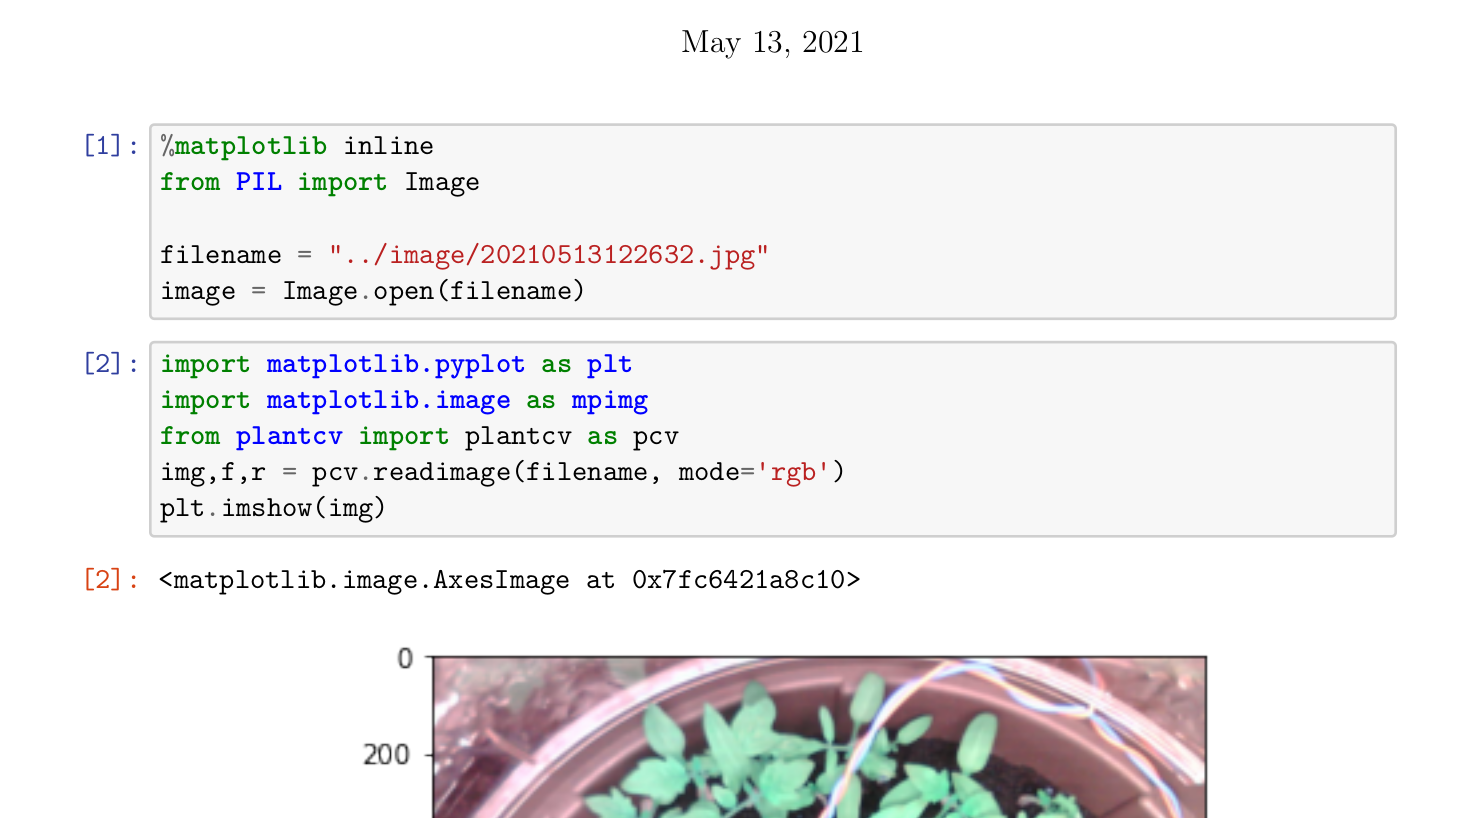 May 13, 2021
[1]: %matplotlib inline
from PIL import Image
filename = "../image/20210513122632.jpg"
image = Image.open(filename)
[2]: import matplotlib.pyplot as plt
import matplotlib.image as mpimg
from plantcv import plantcv as pcv
img,f,r = pcv.readimage(filename, mode='rgb')
plt.imshow(img)
[2]: <matplotlib.image.AxesImage at 0x7fc6421a8c10>
0
200